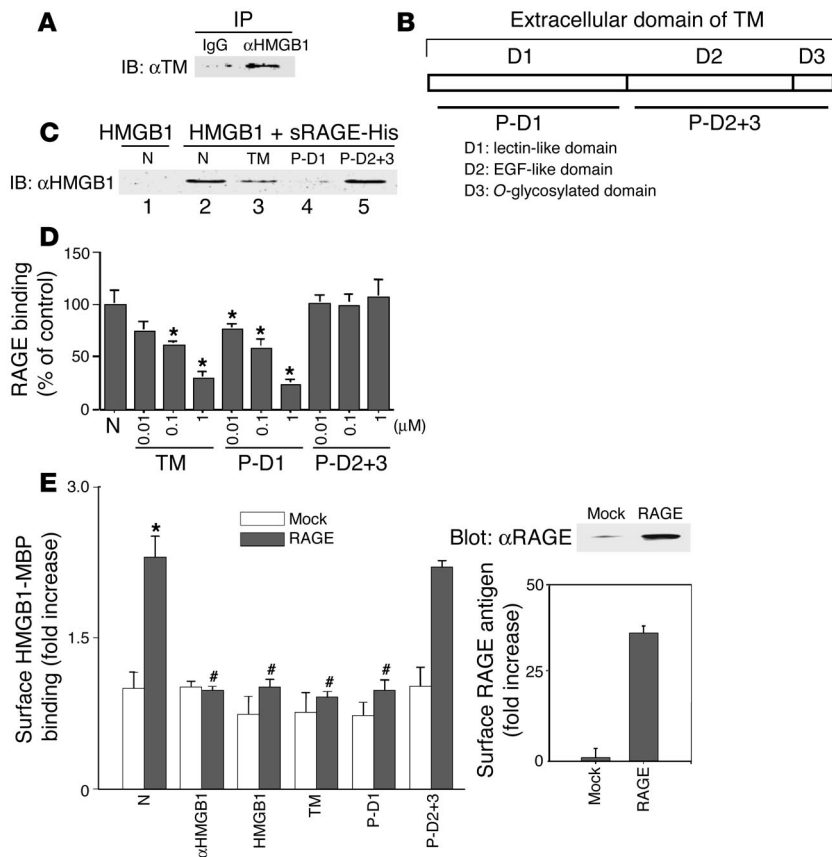 A
IP
IgG αHMGB1
IB: αTM
B
Extracellular domain of TM
D1 D2 D3
P-D1 P-D2+3
D1: lectin-like domain
D2: EGF-like domain
D3: O-glycosylated domain
C
HMGB1 HMGB1 + sRAGE-His
N N TM P-D1 P-D2+3
IB: αHMGB1
1 2 3 4 5
D
RAGE binding
(% of control)
150
100
50
0
* * * * *
N 0.01 0.1 1 0.01 0.1 1 0.01 0.1 1 (μM)
TM P-D1 P-D2+3
E
Surface HMGB1-MBP
binding (fold increase)
3.0
1.5
0
Mock
RAGE
* # # # #
N αHMGB1 HMGB1 TM P-D1 P-D2+3
Mock RAGE
Blot: αRAGE
Surface RAGE antigen
(fold increase)
50
25
0
Mock RAGE